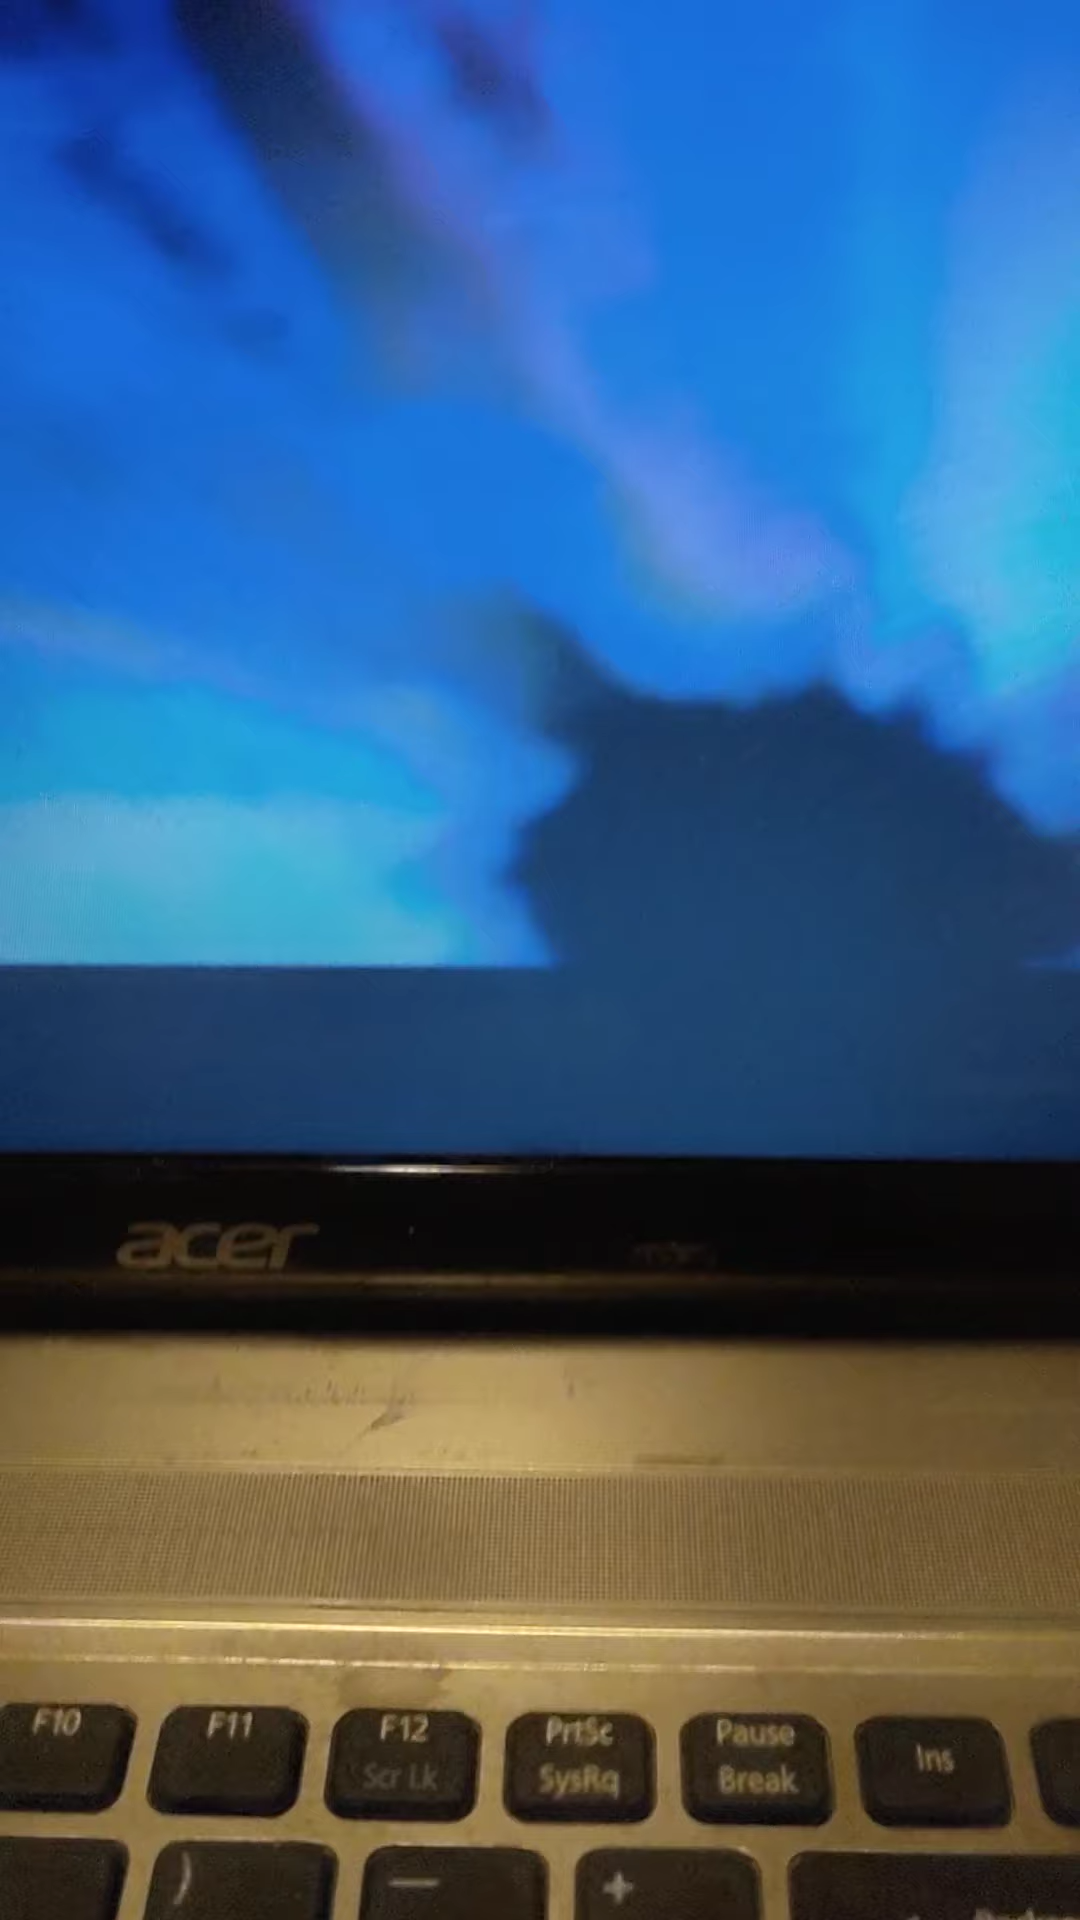 acer
F10
F11
F12
Scr Lk
PrtSc
SysRq
Pause
Break
Ins
)
—
+